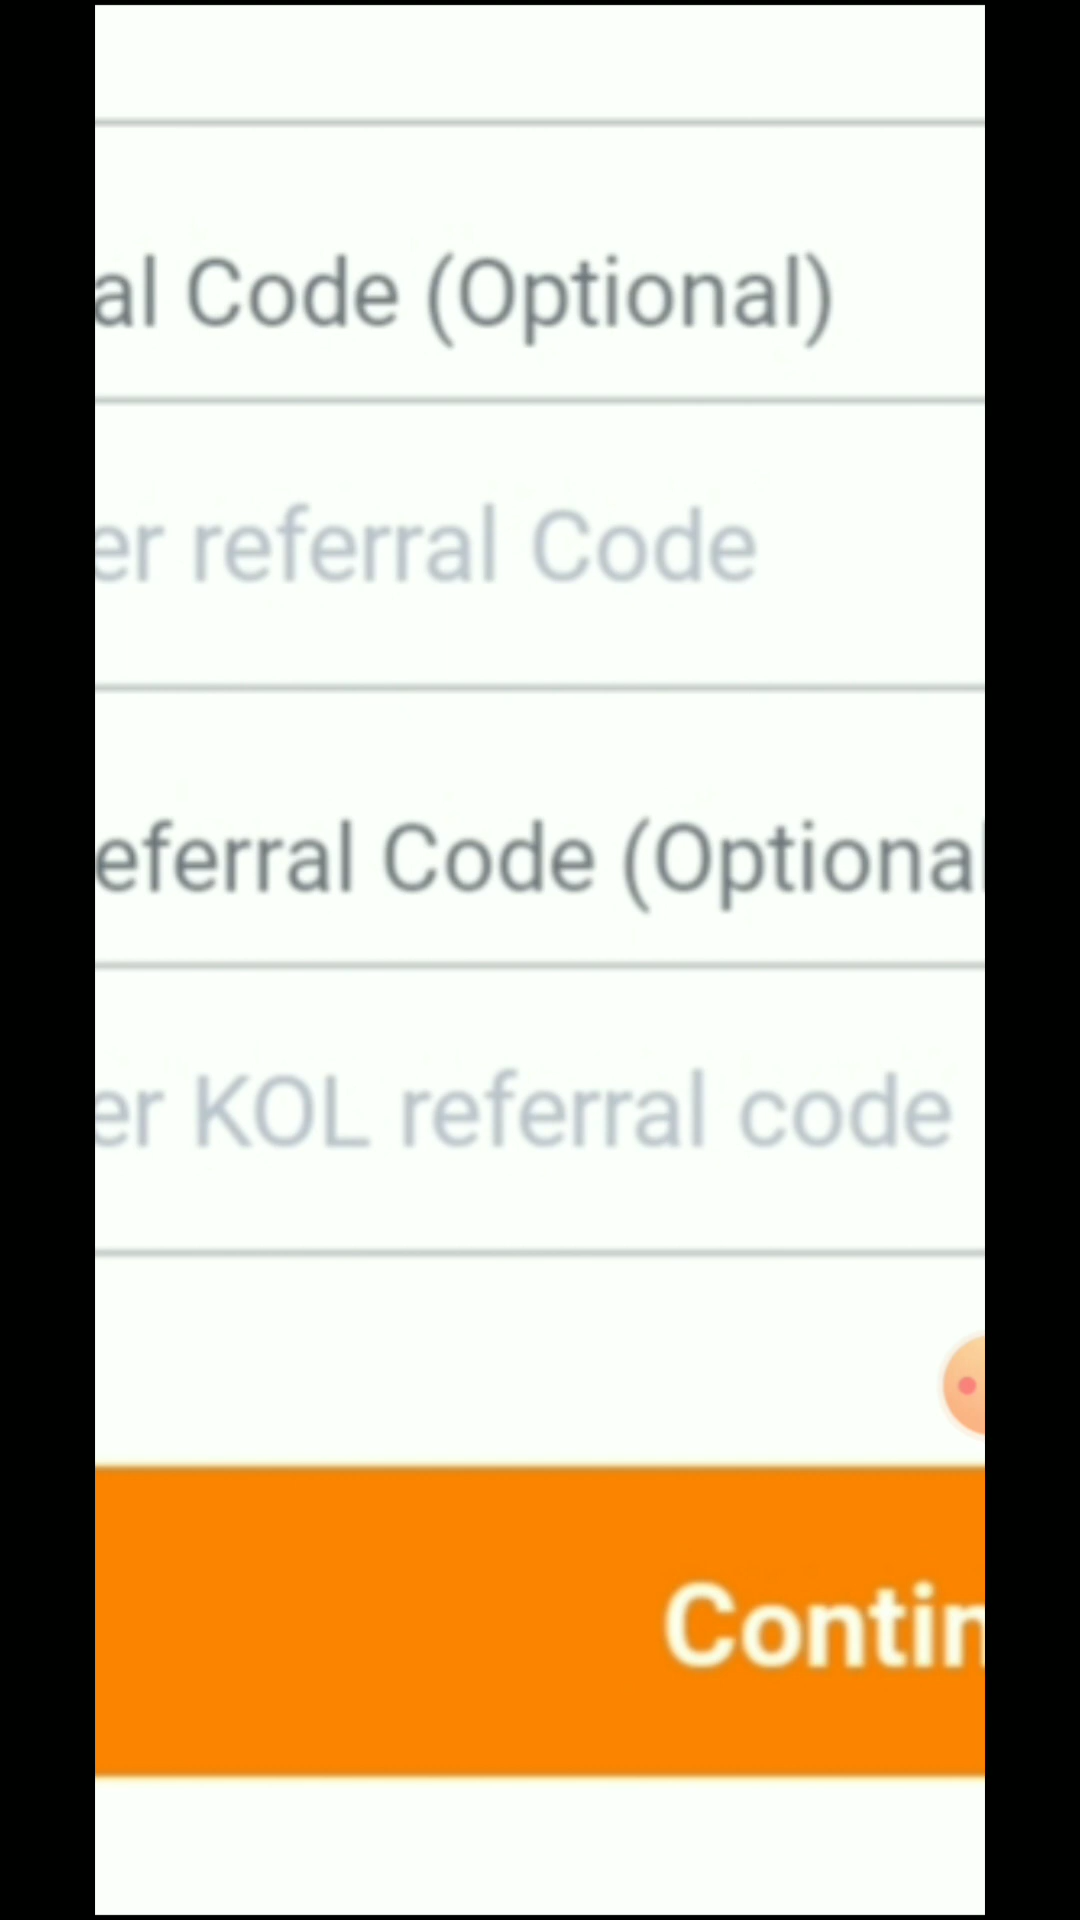 al Code (Optional)
er referral Code
eferral Code (Optional
er KOL referral code
Contin